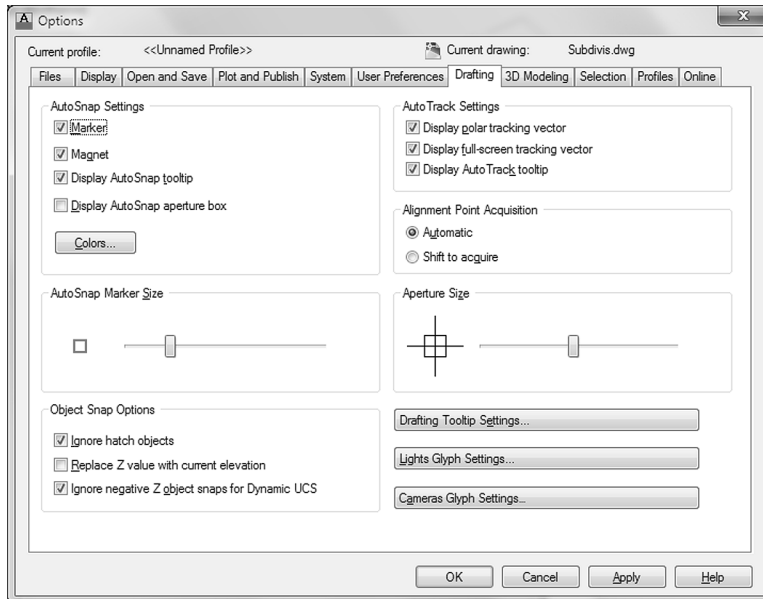 Options
Current profile: <<Unnamed Profile>> Current drawing: Subdivis.dwg
Files Display Open and Save Plot and Publish System User Preferences Drafting 3D Modeling Selection Profiles Online
AutoSnap Settings
Marker
Magnet
Display AutoSnap tooltip
Display AutoSnap aperture box
Colors...
AutoTrack Settings
Display polar tracking vector
Display full-screen tracking vector
Display AutoTrack tooltip
Alignment Point Acquisition
Automatic
Shift to acquire
AutoSnap Marker Size
Aperture Size
Object Snap Options
Ignore hatch objects
Replace Z value with current elevation
Ignore negative Z object snaps for Dynamic UCS
Drafting Tooltip Settings...
Lights Glyph Settings...
Cameras Glyph Settings...
OK Cancel Apply Help